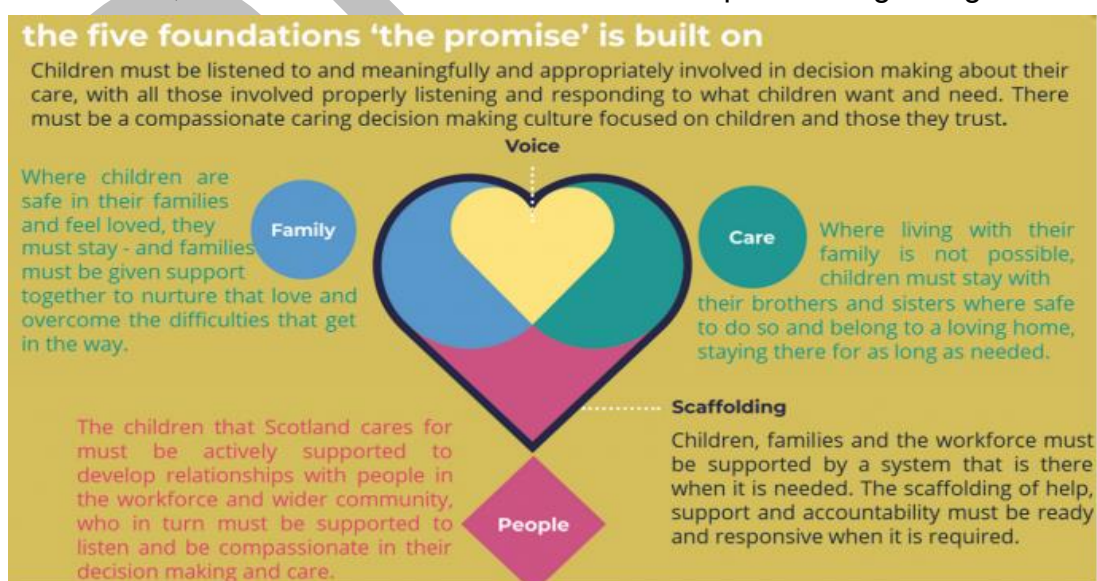 the five foundations ‘the promise’ is built on
Children must be listened to and meaningfully and appropriately involved in decision making about their
care, with all those involved properly listening and responding to what children want and need. There
must be a compassionate caring decision making culture focused on children and those they trust.
Voice
Where children are
safe in their families
and feel loved, they
must stay - and families
must be given support
together to nurture that love and
overcome the difficulties that get
in the way.
Family
Care
Where living with their
family is not possible,
children must stay with
their brothers and sisters where safe
to do so and belong to a loving home,
staying there for as long as needed.
The children that Scotland cares for
must be actively supported to
develop relationships with people in
the workforce and wider community,
who in turn must be supported to
listen and be compassionate in their
decision making and care.
People
Scaffolding
Children, families and the workforce must
be supported by a system that is there
when it is needed. The scaffolding of help,
support and accountability must be ready
and responsive when it is required.